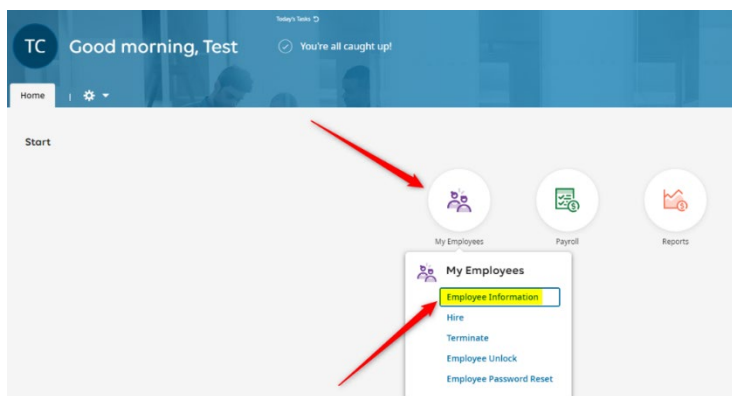 Today's Tasks
TC Good morning, Test
You're all caught up!
Home
Start
My Employees
Payroll
Reports
My Employees
Employee Information
Hire
Terminate
Employee Unlock
Employee Password Reset